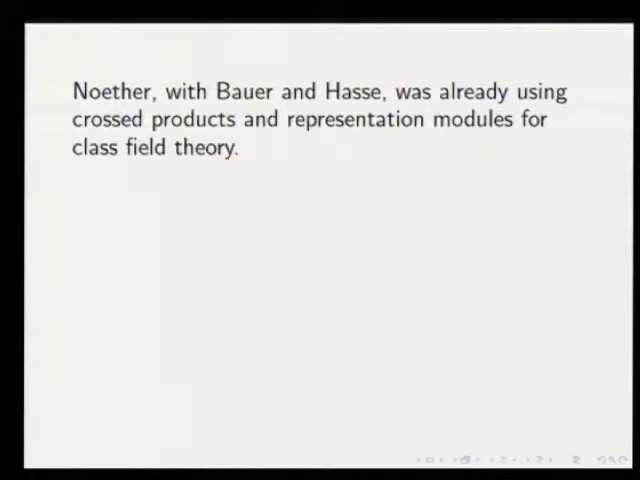 Noether, with Bauer and Hasse, was already using
crossed products and representation modules for
class field theory.